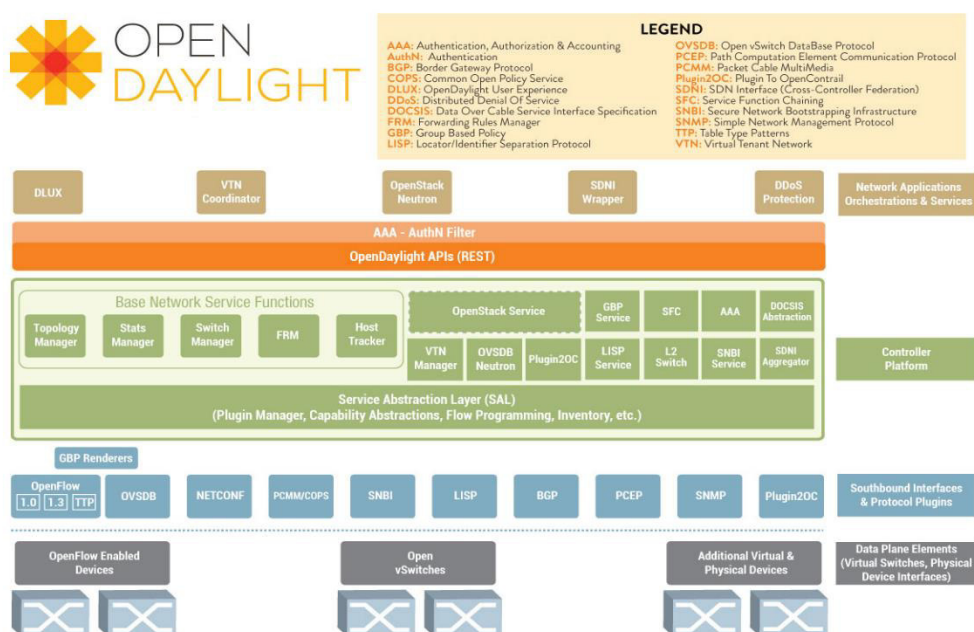 OPEN
DAYLIGHT
LEGEND
AAA: Authentication, Authorization & Accounting
AuthN: Authentication
BGP: Border Gateway Protocol
COPS: Common Open Policy Service
DLUX: OpenDaylight User Experience
DDoS: Distributed Denial Of Service
DOCSIS: Data Over Cable Service Interface Specification
FRM: Forwarding Rules Manager
GBP: Group Based Policy
LISP: Locator/Identifier Separation Protocol
OVSDB: Open vSwitch DataBase Protocol
PCEP: Path Computation Element Communication Protocol
PCMM: Packet Cable MultiMedia
Plugin2OC: Plugin To OpenContrail
SDNI: SDN Interface (Cross-Controller Federation)
SFC: Service Function Chaining
SNBI: Secure Network Bootstrapping Infrastructure
SNMP: Simple Network Management Protocol
TTP: Table Type Patterns
VTN: Virtual Tenant Network
DLUX
VTN
Coordinator
OpenStack
Neutron
SDNI
Wrapper
DDoS
Protection
Network Applications
Orchestrations & Services
AAA - AuthN Filter
OpenDaylight APIs (REST)
Base Network Service Functions
Topology
Manager
Stats
Manager
Switch
Manager
FRM
Host
Tracker
OpenStack Service
GBP
Service
SFC
AAA
DOCSIS
Abstraction
VTN
Manager
OVSDB
Neutron
Plugin2OC
LISP
Service
L2
Switch
SNBI
Service
SDNI
Aggregator
Controller
Platform
Service Abstraction Layer (SAL)
(Plugin Manager, Capability Abstractions, Flow Programming, Inventory, etc.)
GBP Renderers
OpenFlow
1.0 1.3 TTP
OVSDB
NETCONF
PCMM/COPS
SNBI
LISP
BGP
PCEP
SNMP
Plugin2OC
Southbound Interfaces
& Protocol Plugins
OpenFlow Enabled
Devices
Open
vSwitches
Additional Virtual &
Physical Devices
Data Plane Elements
(Virtual Switches, Physical
Device Interfaces)